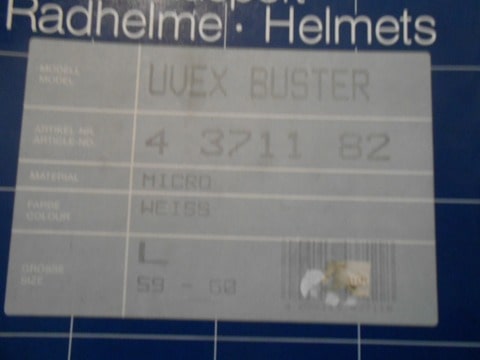 Radhelme · Helmets
MODELL
MODEL
UVEX BUSTER
ARTIKEL-NR.
ARTICLE-NO.
4 3711 82
MATERIAL
MICRO
FARBE
COLOUR
WEISS
GRÖSSE
SIZE
L
59 - 60